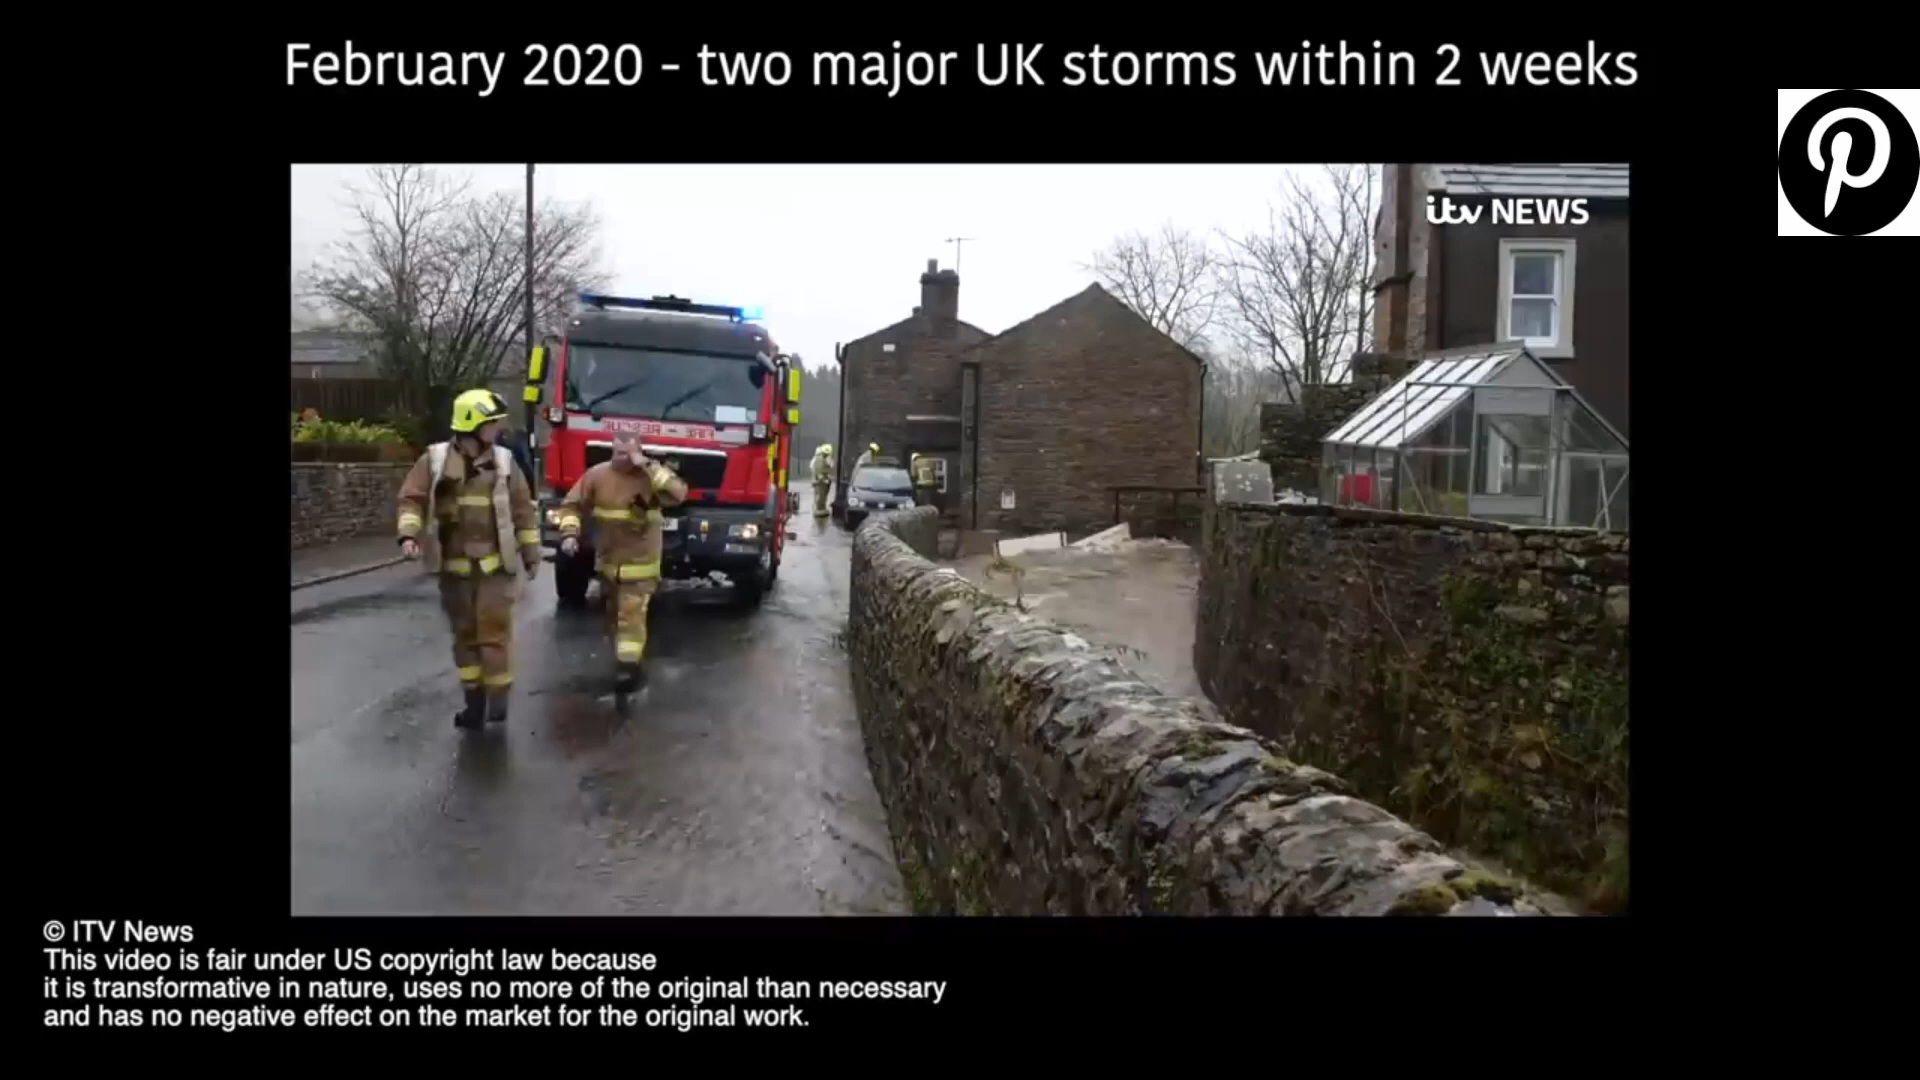 February 2020 - two major UK storms within 2 weeks
itv NEWS
FIRE - RESCUE
© ITV News
This video is fair under US copyright law because
it is transformative in nature, uses no more of the original than necessary
and has no negative effect on the market for the original work.